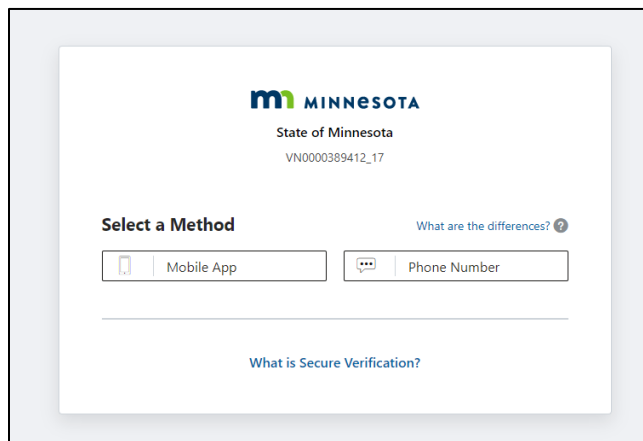 mn MINNESOTA
State of Minnesota
VN0000389412_17
Select a Method
What are the differences? ?
Mobile App
Phone Number
What is Secure Verification?